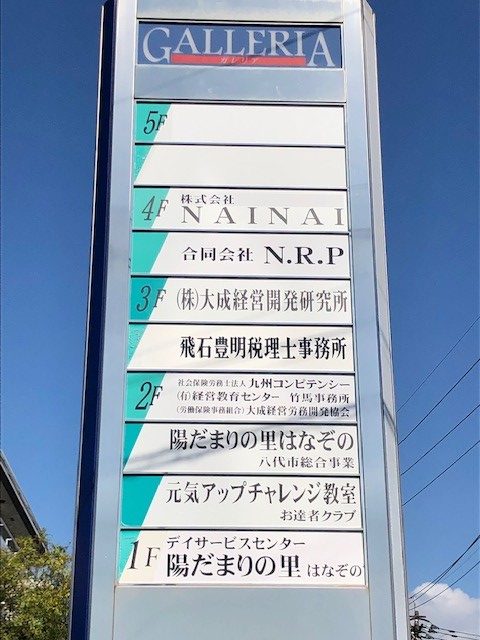 GALLERIA
ガレリア
5F
4F 株式会社
NAINAI
合同会社 N.R.P
3F (株)大成経営開発研究所
飛石豊明税理士事務所
2F 社会保険労務士法人 九州コンピテンシー
(有)経営教育センター 竹馬事務所
(労働保険事務組合)大成経営労務開発協会
陽だまりの里はなぞの
八代市総合事業
元気アップチャレンジ教室
お達者クラブ
1F デイサービスセンター
陽だまりの里 はなぞの